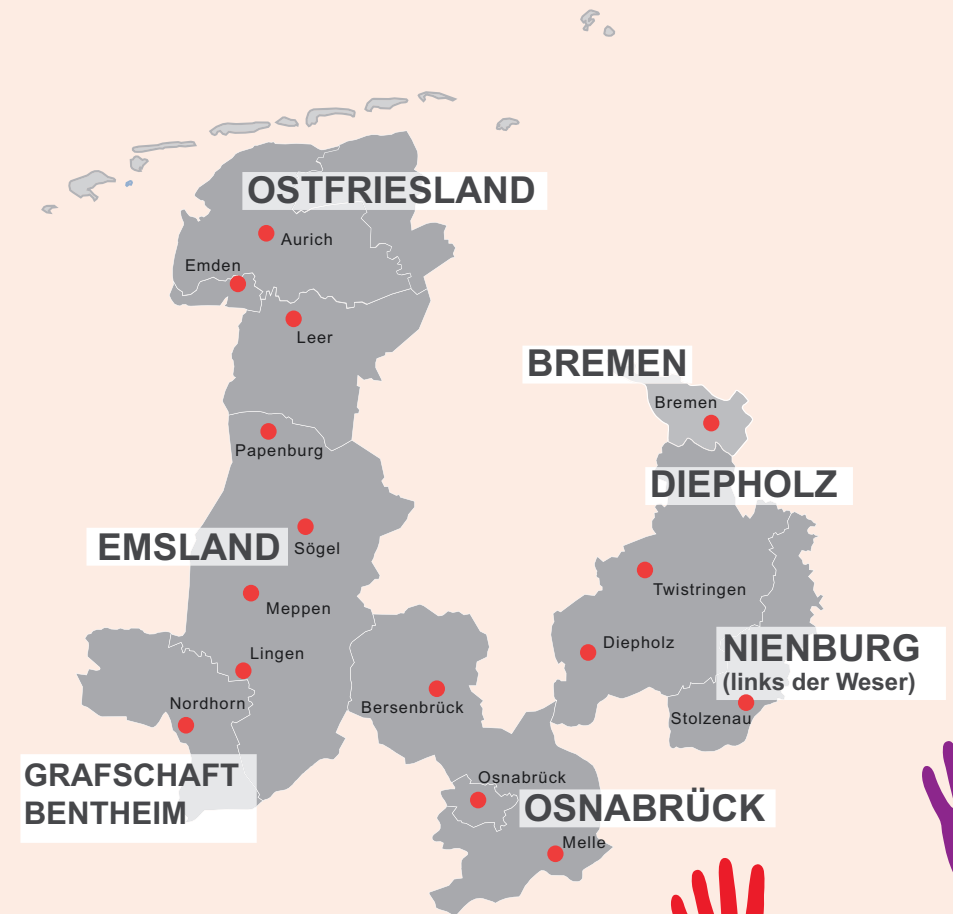 OSTFRIESLAND
Aurich
Emden
Leer
BREMEN
Bremen
Papenburg
DIEPHOLZ
EMSLAND
Sögel
Twistringen
Meppen
Diepholz
NIENBURG
(links der Weser)
Lingen
Nordhorn
Bersenbrück
Stolzenau
GRAFSCHAFT
BENTHEIM
Osnabrück
OSNABRÜCK
Melle